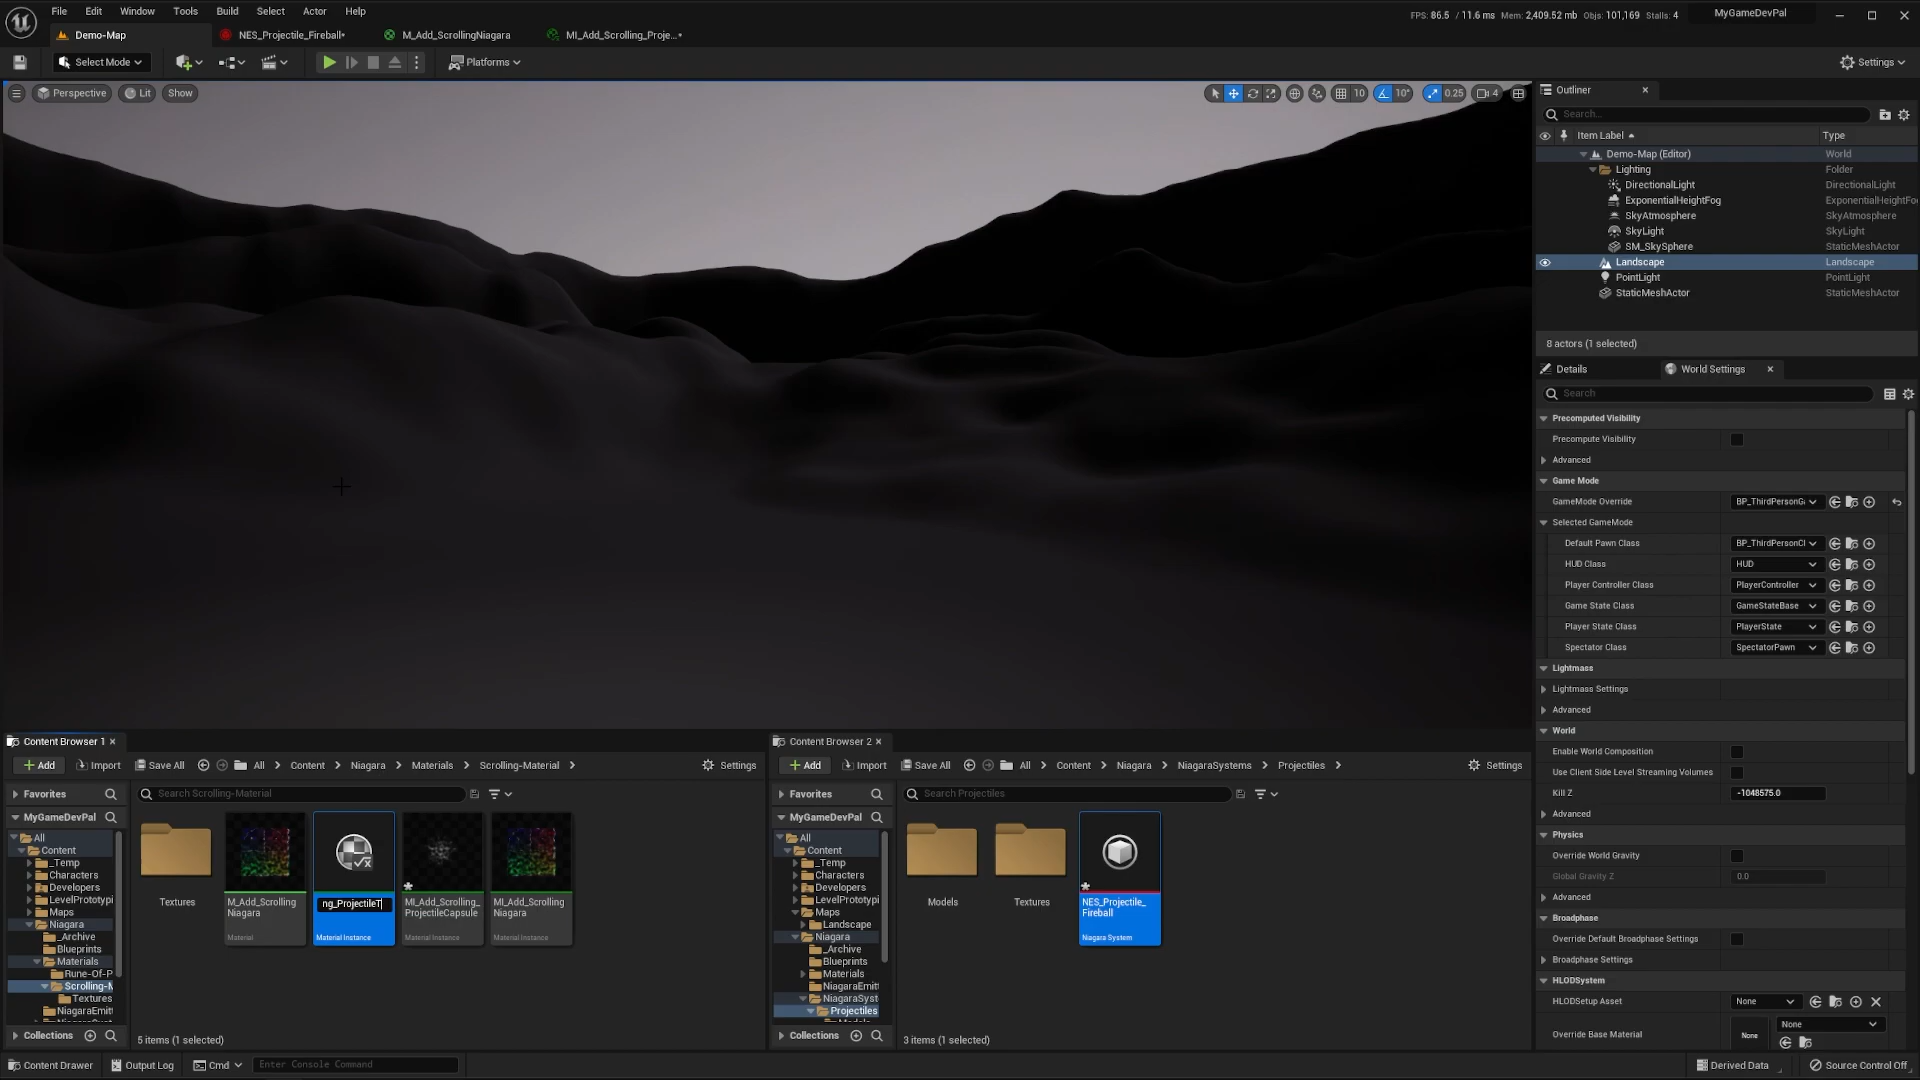 File Edit Window Tools Build Select Actor Help
FPS: 86.5 / 11.6 ms Mem: 2,409.52 mb Objs: 101,169 Stalls: 4
MyGameDevPal
Demo-Map
NES_Projectile_Fireball*
M_Add_ScrollingNiagara
MI_Add_Scrolling_Proje...*
Select Mode
Platforms
Settings
Perspective
Lit
Show
10
10°
0.25
4
Outliner
Search...
Item Label
Type
Demo-Map (Editor) World
Lighting Folder
DirectionalLight DirectionalLight
ExponentialHeightFog ExponentialHeightFo
SkyAtmosphere SkyAtmosphere
SkyLight SkyLight
SM_SkySphere StaticMeshActor
Landscape Landscape
PointLight PointLight
StaticMeshActor StaticMeshActor
8 actors (1 selected)
Details
World Settings
Search
Precomputed Visibility
Precompute Visibility
Advanced
Game Mode
GameMode Override BP_ThirdPersonGa
Selected GameMode
Default Pawn Class BP_ThirdPersonCl
HUD Class HUD
Player Controller Class PlayerController
Game State Class GameStateBase
Player State Class PlayerState
Spectator Class SpectatorPawn
Lightmass
Lightmass Settings
Advanced
World
Enable World Composition
Use Client Side Level Streaming Volumes
Kill Z -1048575.0
Advanced
Physics
Override World Gravity
Global Gravity Z 0.0
Advanced
Broadphase
Override Default Broadphase Settings
Broadphase Settings
HLODSystem
HLODSetup Asset None
Override Base Material None None
Content Browser 1
Add Import Save All All Content Niagara Materials Scrolling-Material Settings
Favorites
Search Scrolling-Material
MyGameDevPal
All
Content
_Temp
Characters
Developers
LevelPrototypi
Maps
Niagara
_Archive
Blueprints
Materials
Rune-Of-P
Scrolling-M
Textures
NiagaraEmitt
Collections
Textures
M_Add_Scrolling
Niagara
Material
ng_ProjectileT
Material Instance
MI_Add_Scrolling_
ProjectileCapsule
Material Instance
MI_Add_Scrolling
Niagara
Material Instance
5 items (1 selected)
Content Browser 2
Add Import Save All All Content Niagara NiagaraSystems Projectiles Settings
Favorites
Search Projectiles
MyGameDevPal
All
Content
_Temp
Characters
Developers
LevelPrototypi
Maps
Landscape
Niagara
_Archive
Blueprints
Materials
NiagaraEmitt
NiagaraSyst
Projectiles
Collections
Models
Textures
NES_Projectile_
Fireball
Niagara System
3 items (1 selected)
Content Drawer
Output Log
Cmd
Enter Console Command
Derived Data
Source Control Off